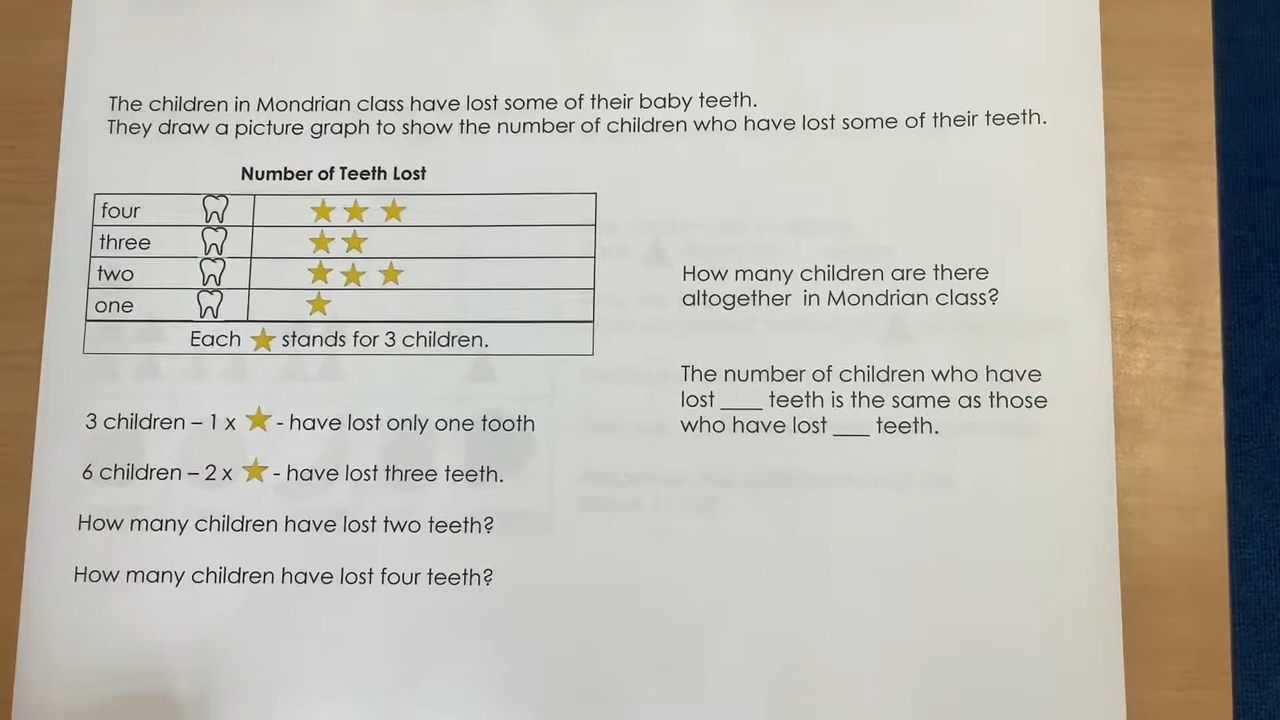 The children in Mondrian class have lost some of their baby teeth.
They draw a picture graph to show the number of children who have lost some of their teeth.
Number of Teeth Lost
four
three
two
one
Each stands for 3 children.
3 children – 1 x - have lost only one tooth
6 children – 2 x - have lost three teeth.
How many children have lost two teeth?
How many children have lost four teeth?
How many children are there
altogether in Mondrian class?
The number of children who have
lost ___ teeth is the same as those
who have lost ___ teeth.